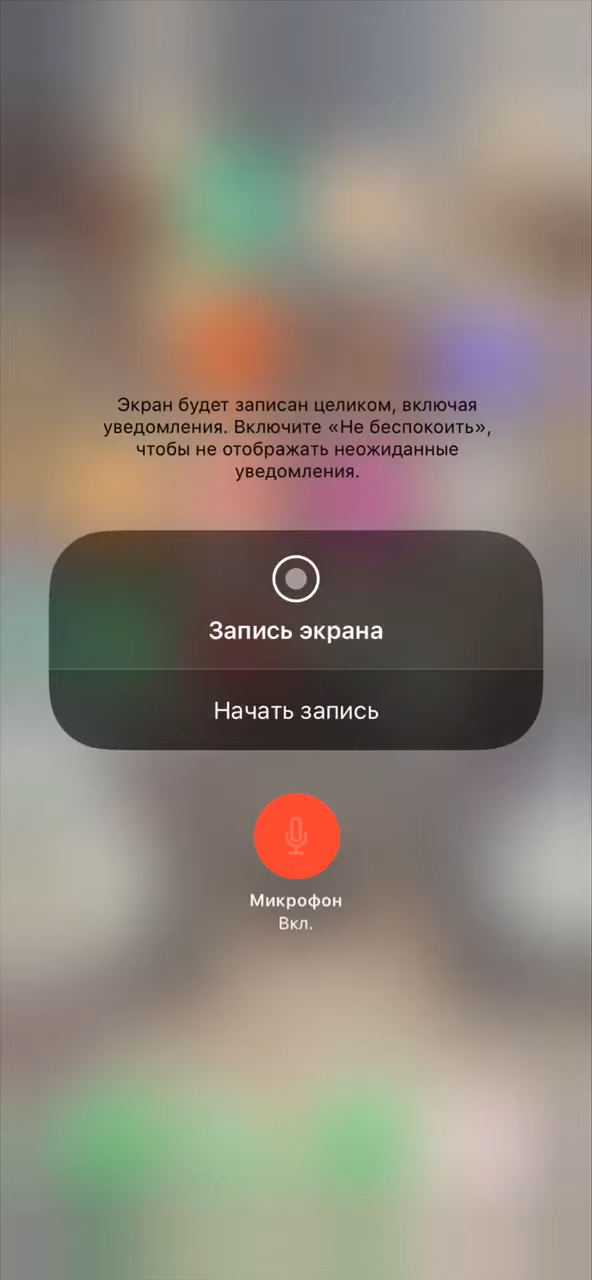 Экран будет записан целиком, включая
уведомления. Включите «Не беспокоить»,
чтобы не отображать неожиданные
уведомления.
Запись экрана
Начать запись
Микрофон
Вкл.